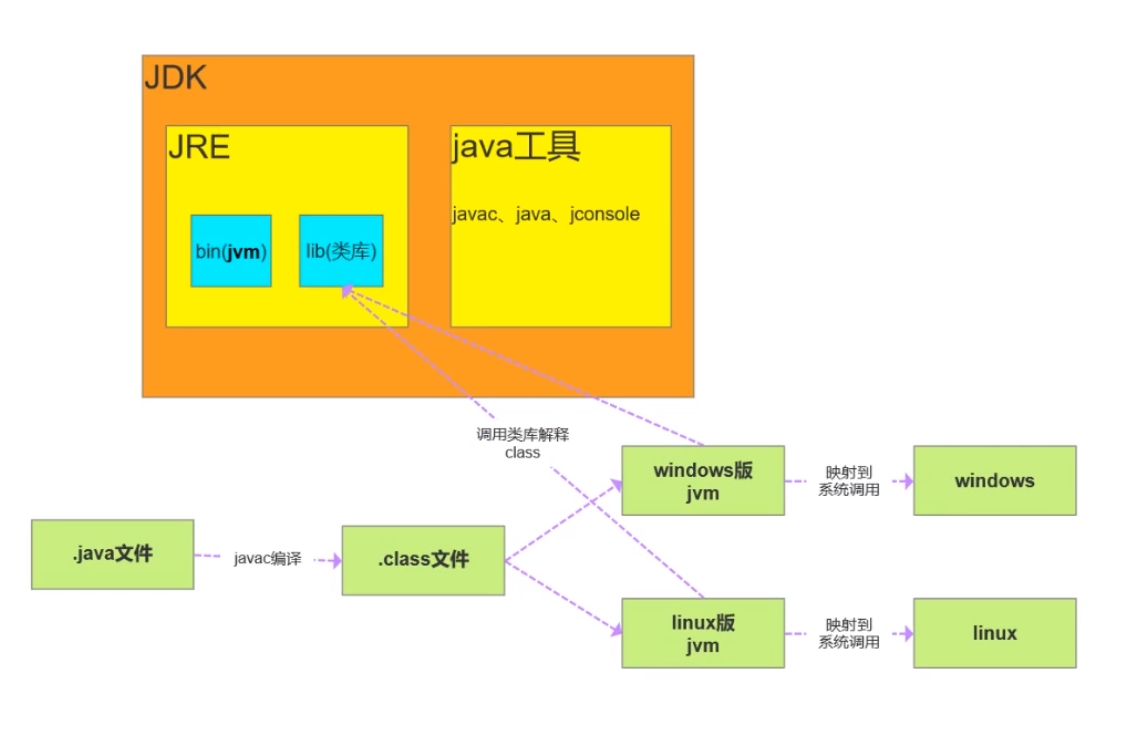 JDK
JRE
java工具
javac、java、jconsole
bin(jvm)
lib(类库)
调用类库解释
class
windows版
jvm
映射到
系统调用
windows
.java文件
javac编译
.class文件
linux版
jvm
映射到
系统调用
linux